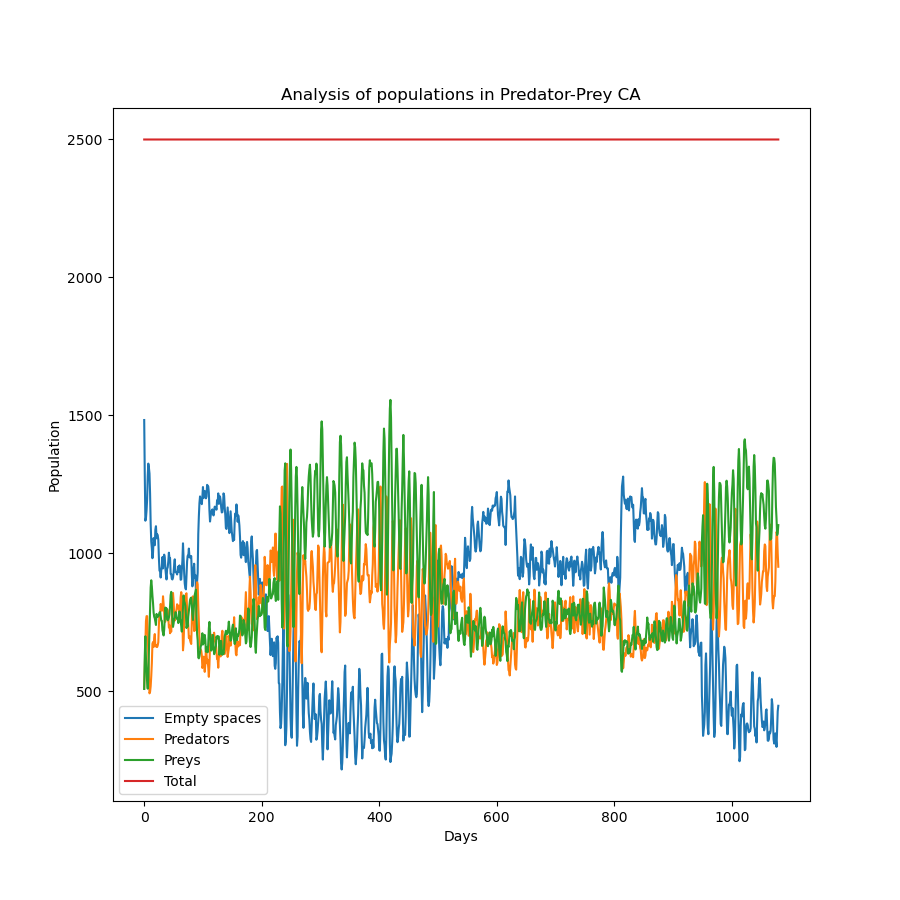 Analysis of populations in Predator-Prey CA
Population
2500
2000
1500
1000
500
Empty spaces
Predators
Preys
Total
0
200
400
600
800
1000
Days